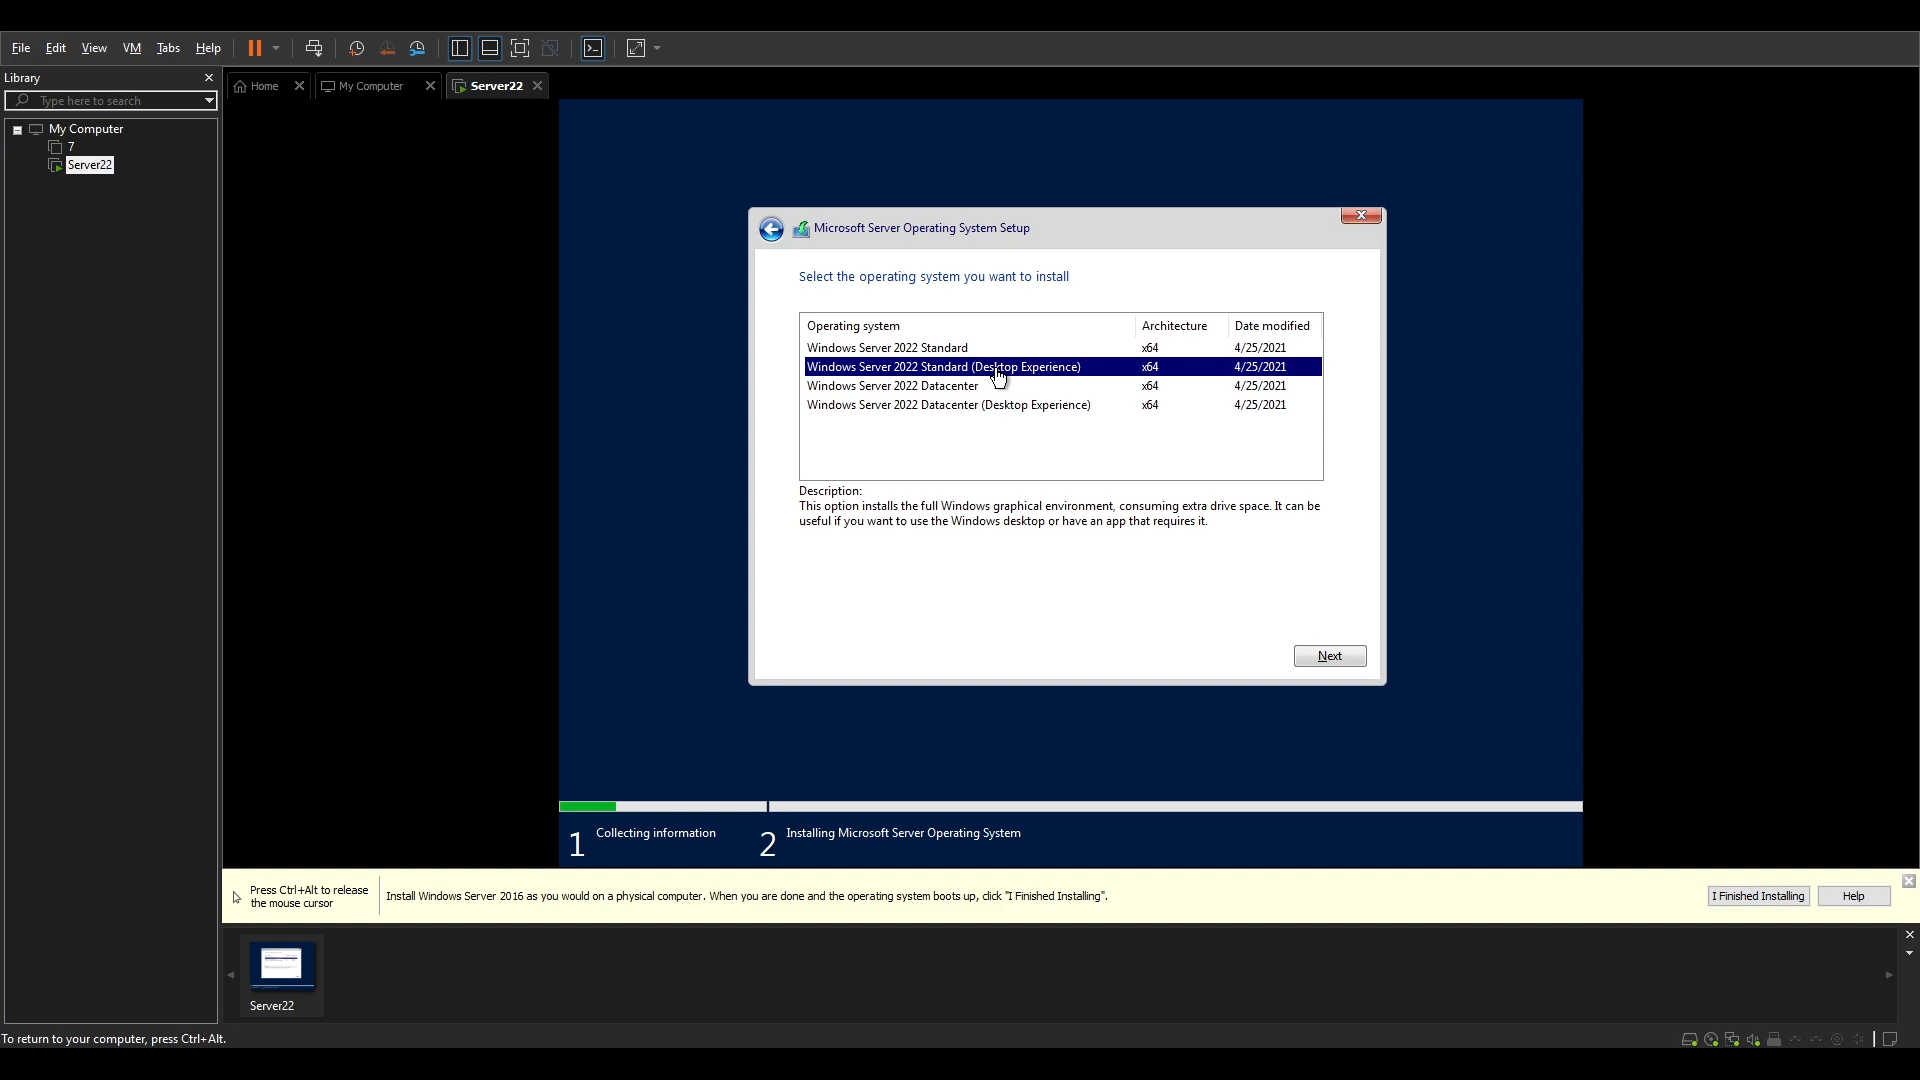 File Edit View VM Tabs Help
Library
Type here to search
Home
My Computer
Server22
My Computer
7
Server22
Microsoft Server Operating System Setup
Select the operating system you want to install
Operating system Architecture Date modified
Windows Server 2022 Standard x64 4/25/2021
Windows Server 2022 Standard (Desktop Experience) x64 4/25/2021
Windows Server 2022 Datacenter x64 4/25/2021
Windows Server 2022 Datacenter (Desktop Experience) x64 4/25/2021
Description:
This option installs the full Windows graphical environment, consuming extra drive space. It can be
useful if you want to use the Windows desktop or have an app that requires it.
Next
1 Collecting information
2 Installing Microsoft Server Operating System
Press Ctrl+Alt to release
the mouse cursor
Install Windows Server 2016 as you would on a physical computer. When you are done and the operating system boots up, click "I Finished Installing".
I Finished Installing
Help
Server22
To return to your computer, press Ctrl+Alt.